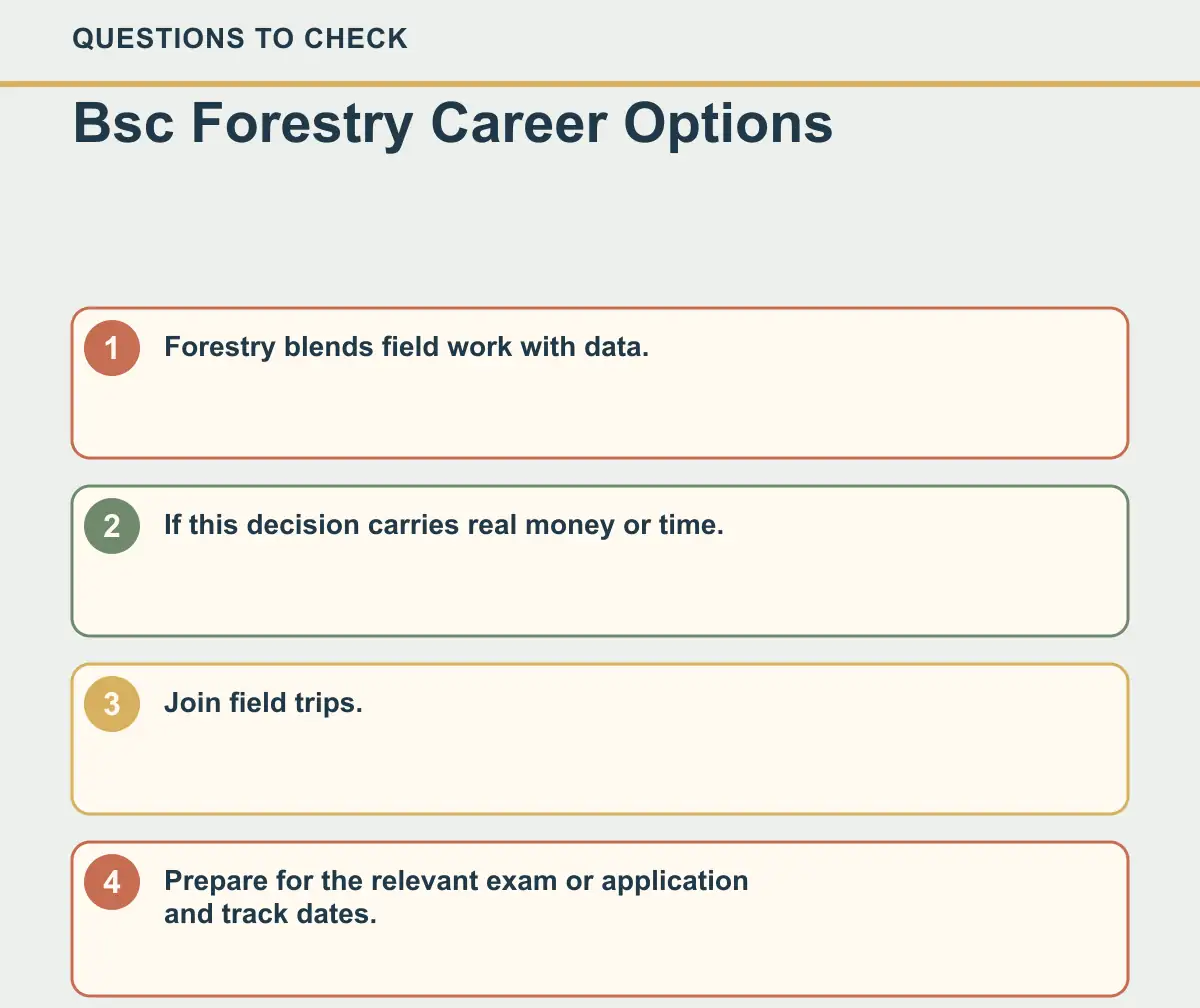 QUESTIONS TO CHECK
Bsc Forestry Career Options
1
Forestry blends field work with data.
2
If this decision carries real money or time.
3
Join field trips.
4
Prepare for the relevant exam or application
and track dates.